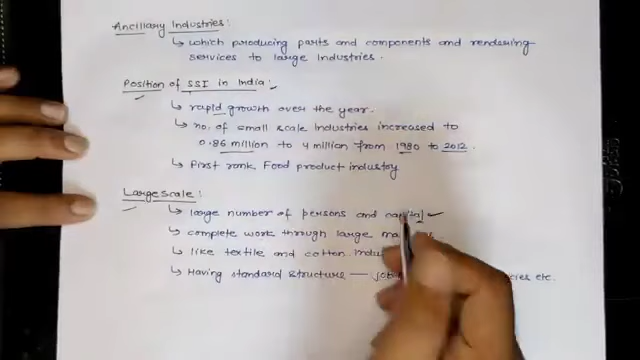 Ancillary Industries:
↳ which producing parts and components and rendering
services to large Industries.
Position of SSI in India:
↳ rapid growth over the year.
↳ no. of small scale Industries increased to
0.86 million to 4 million from 1980 to 2012.
↳ First rank Food product industry
Large Scale:
↳ large number of persons and capital
↳ complete work through large
↳ like textile and cotton
↳ Having standard structure —
etc.